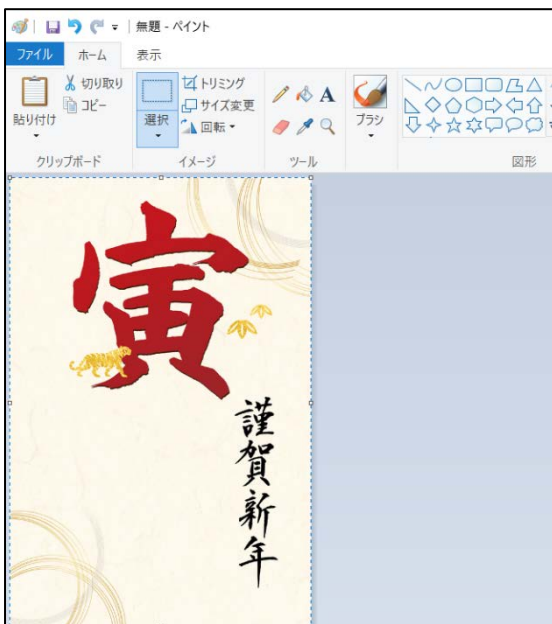 無題 - ペイント
ファイル ホーム 表示
貼り付け
切り取り
コピー
選択
トリミング
サイズ変更
回転
A
ブラシ
クリップボード イメージ ツール 図形
寅
謹賀新年